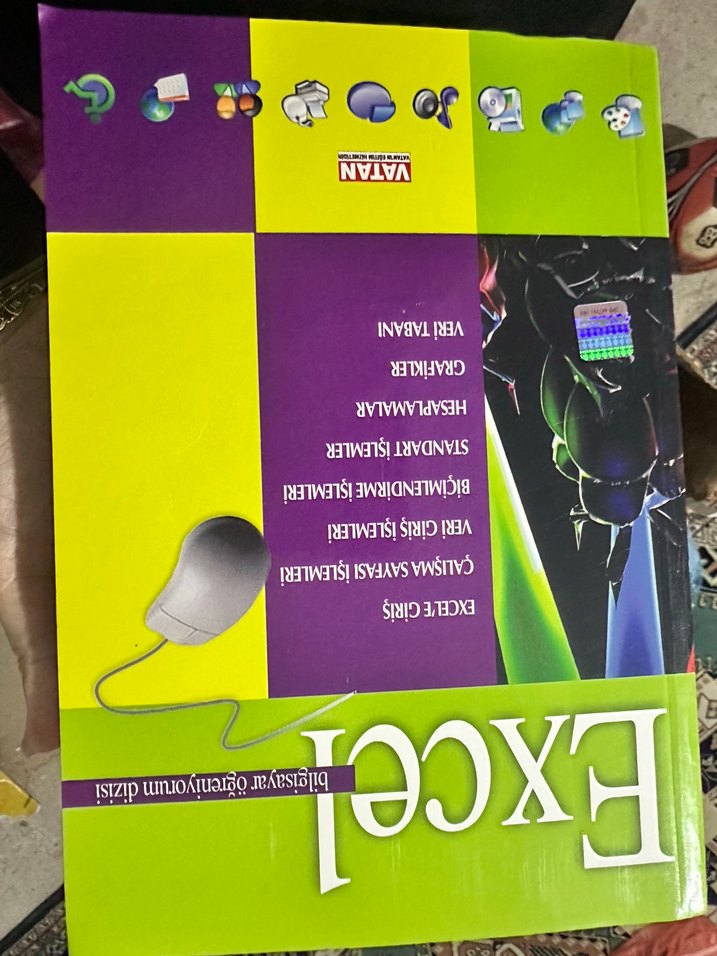 Excel
bilgisayar öğreniyorum dizisi
EXCEL'E GİRİŞ
ÇALIŞMA SAYFASI İŞLEMLERİ
VERİ GİRİŞ İŞLEMLERİ
BİÇİMLENDİRME İŞLEMLERİ
STANDART İŞLEMLER
HESAPLAMALAR
GRAFİKLER
VERİ TABANI
VATAN'IN EĞİTİM HİZMETİDİR
VATAN